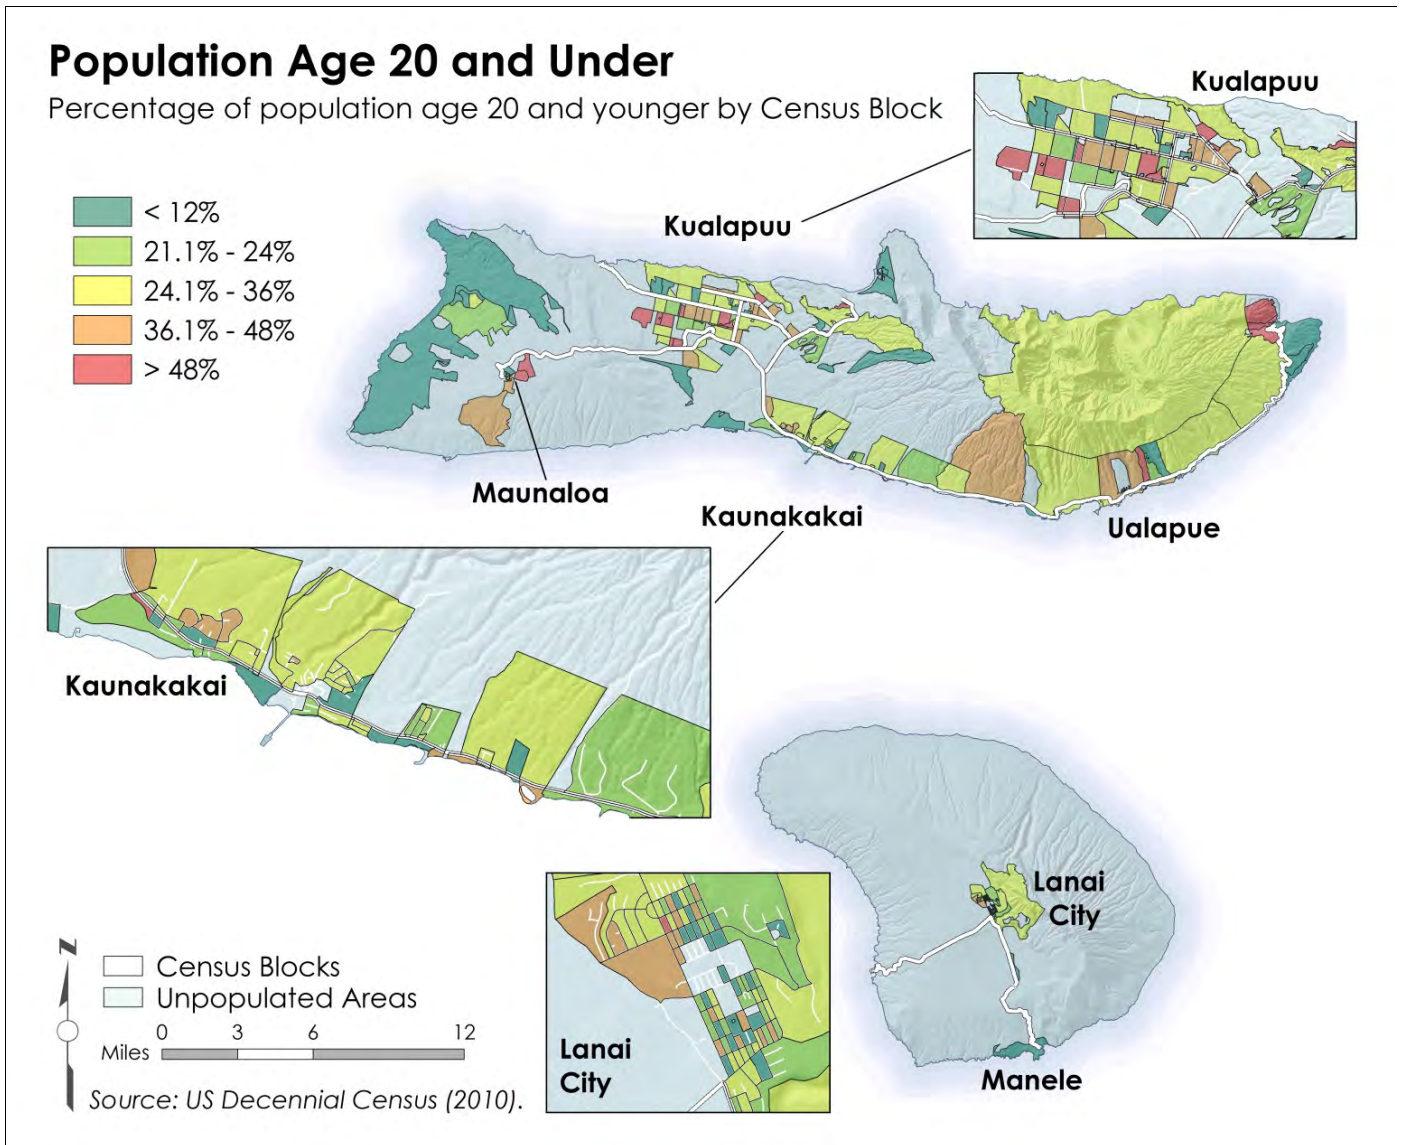 Population Age 20 and Under
Percentage of population age 20 and younger by Census Block
Kualapuu
< 12%
21.1% - 24%
24.1% - 36%
36.1% - 48%
> 48%
Kualapuu
Maunaloa
Kaunakakai
Ualapue
Kaunakakai
Lanai
City
Lanai
City
Manele
N
Census Blocks
Unpopulated Areas
0 3 6 12
Miles
Source: US Decennial Census (2010).